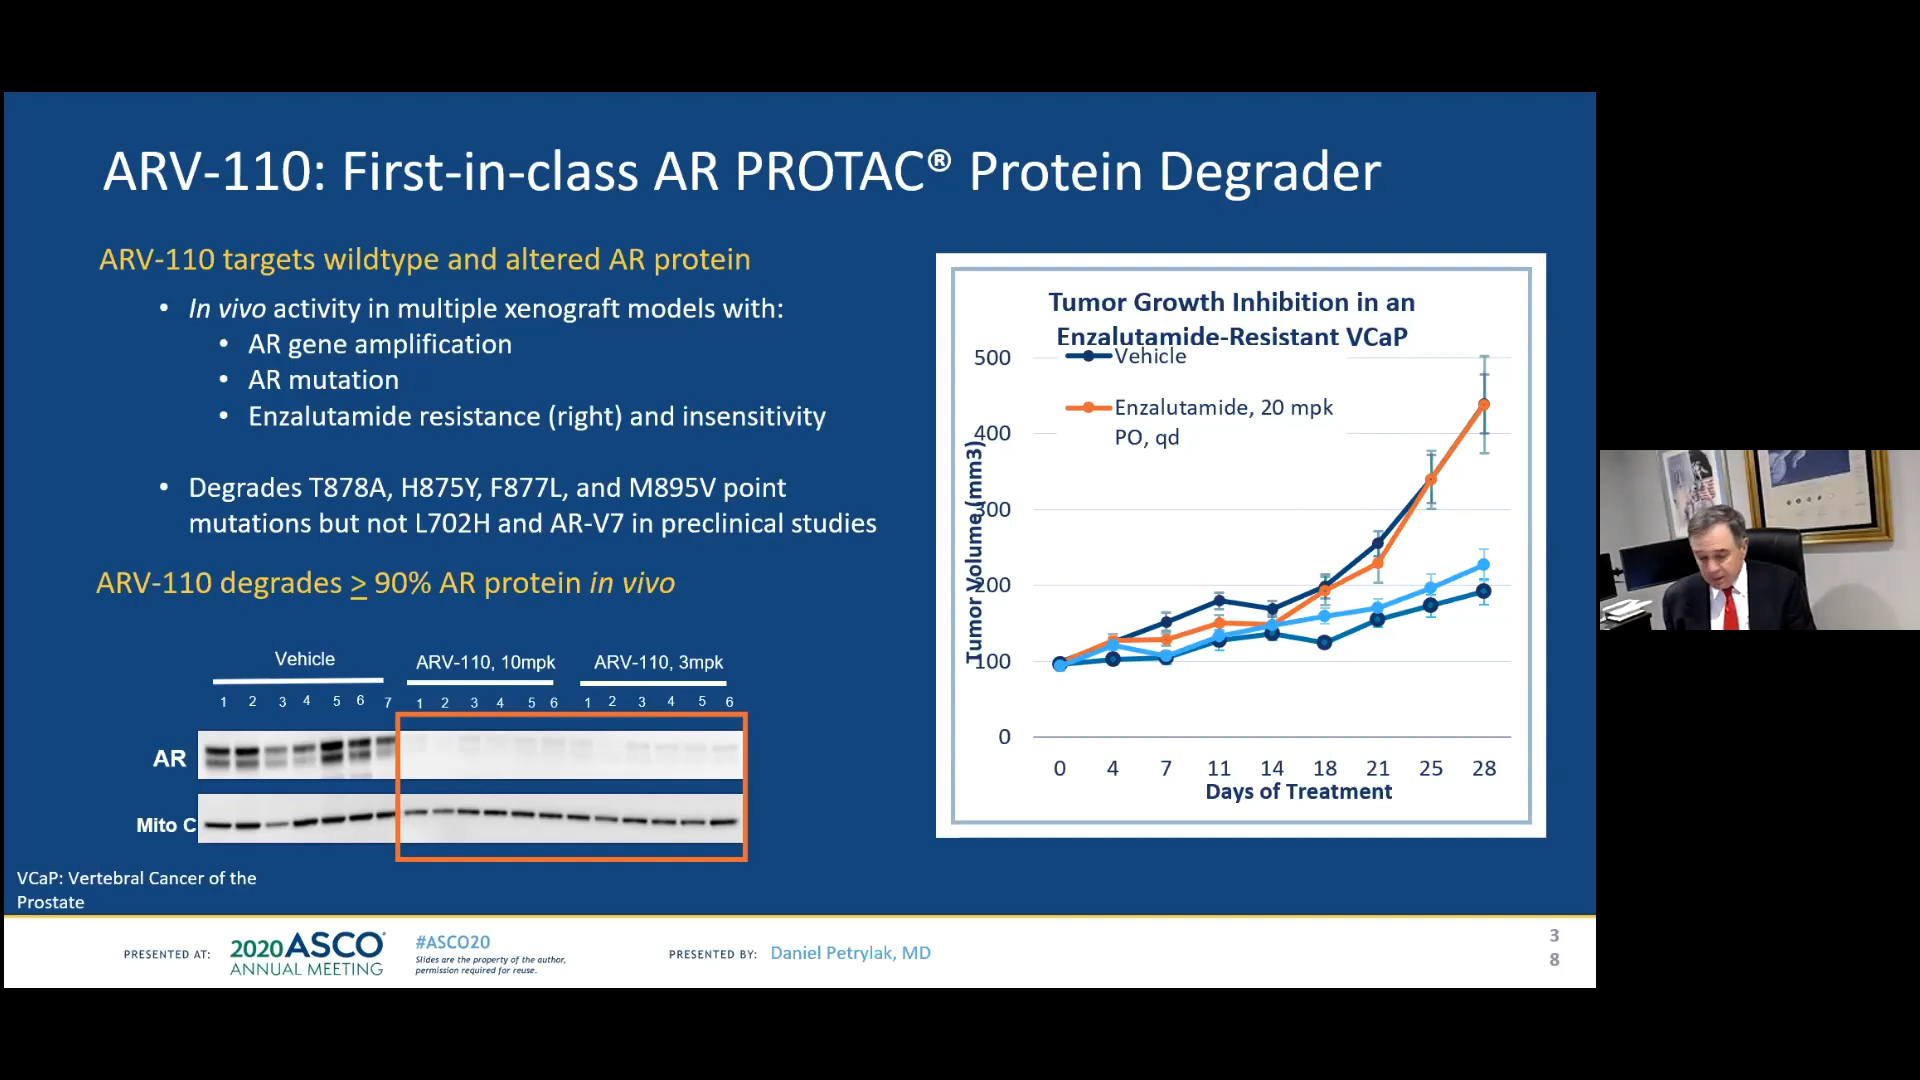 ARV-110: First-in-class AR PROTAC® Protein Degrader
ARV-110 targets wildtype and altered AR protein
• In vivo activity in multiple xenograft models with:
• AR gene amplification
• AR mutation
• Enzalutamide resistance (right) and insensitivity
• Degrades T878A, H875Y, F877L, and M895V point
mutations but not L702H and AR-V7 in preclinical studies
ARV-110 degrades ≥ 90% AR protein in vivo
Vehicle
ARV-110, 10mpk
ARV-110, 3mpk
1 2 3 4 5 6 7 1 2 3 4 5 6 1 2 3 4 5 6
AR
Mito C
VCaP: Vertebral Cancer of the
Prostate
Tumor Growth Inhibition in an
Enzalutamide-Resistant VCaP
Vehicle
Enzalutamide, 20 mpk
PO, qd
Tumor Volume (mm3)
500
400
300
200
100
0
0 4 7 11 14 18 21 25 28
Days of Treatment
PRESENTED AT:
2020 ASCO®
ANNUAL MEETING
#ASCO20
Slides are the property of the author,
permission required for reuse.
PRESENTED BY: Daniel Petrylak, MD
3
8